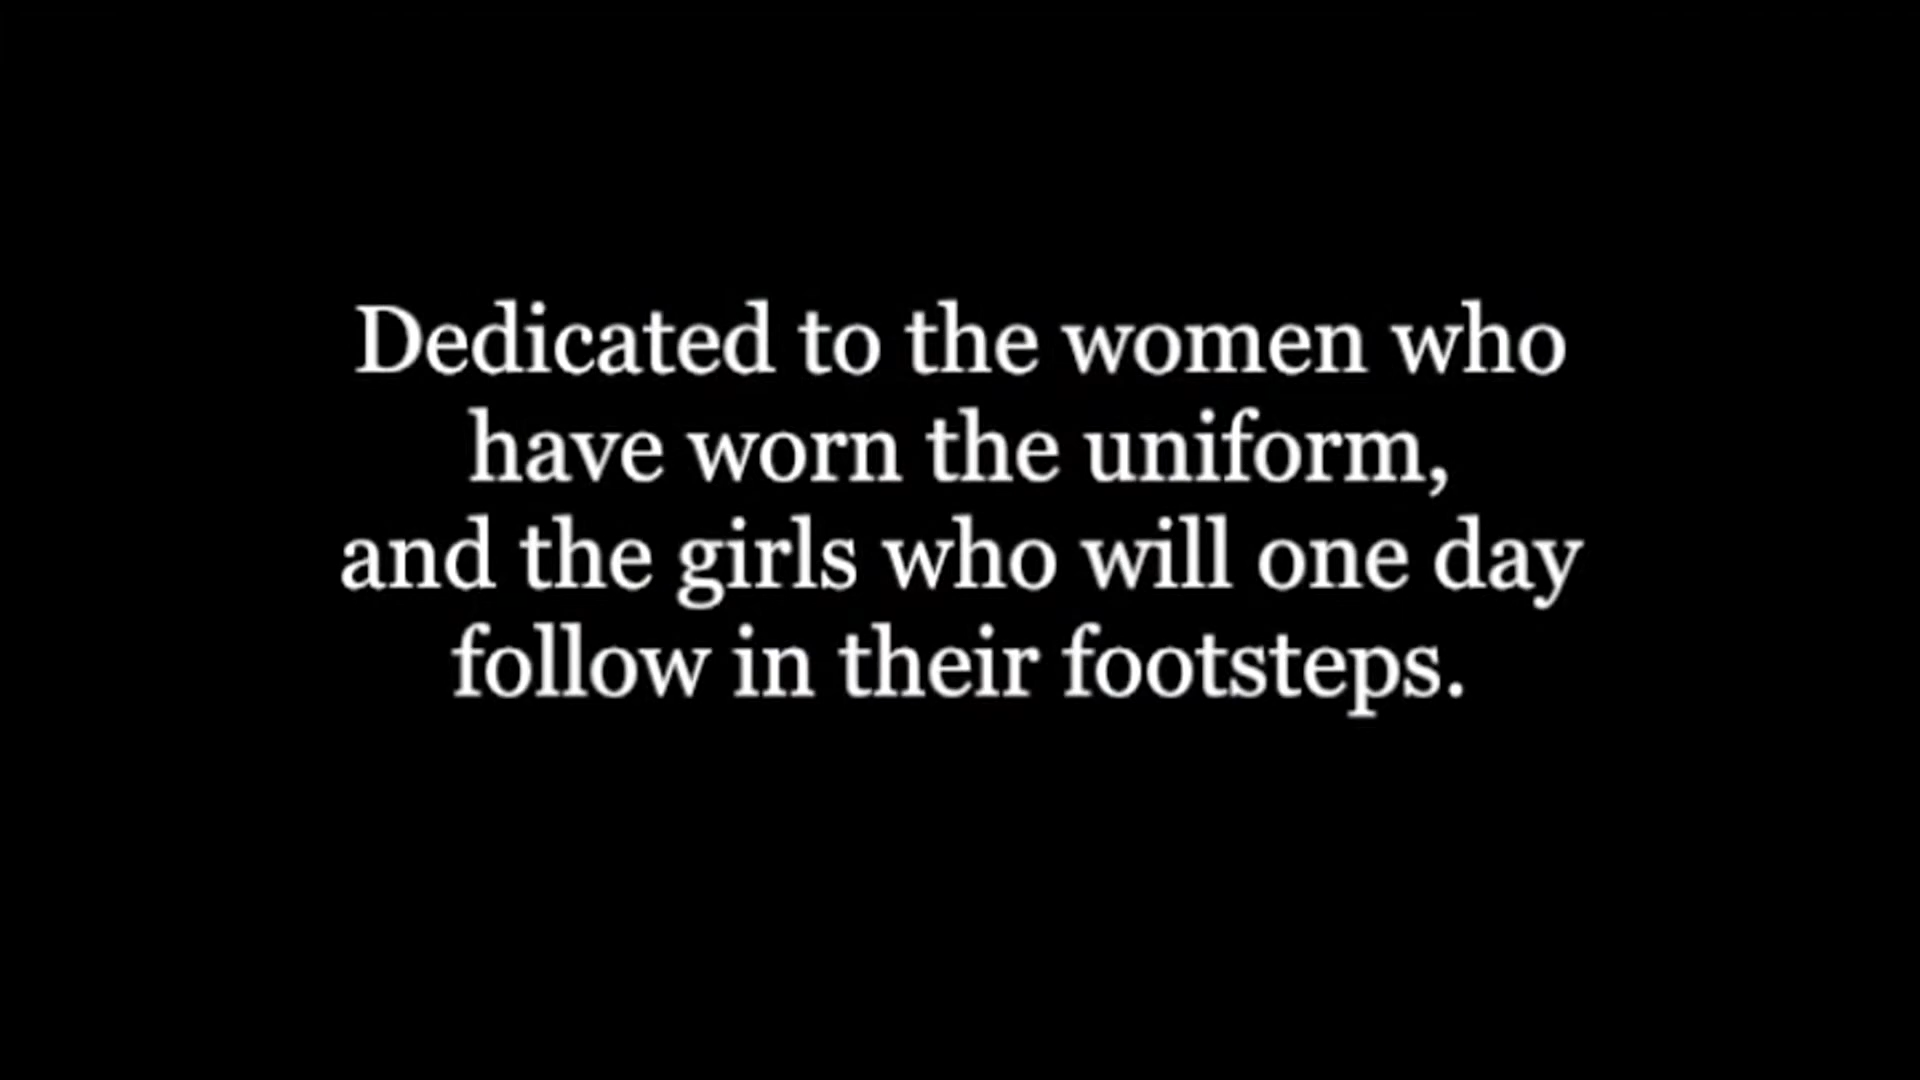 Dedicated to the women who
have worn the uniform,
and the girls who will one day
follow in their footsteps.